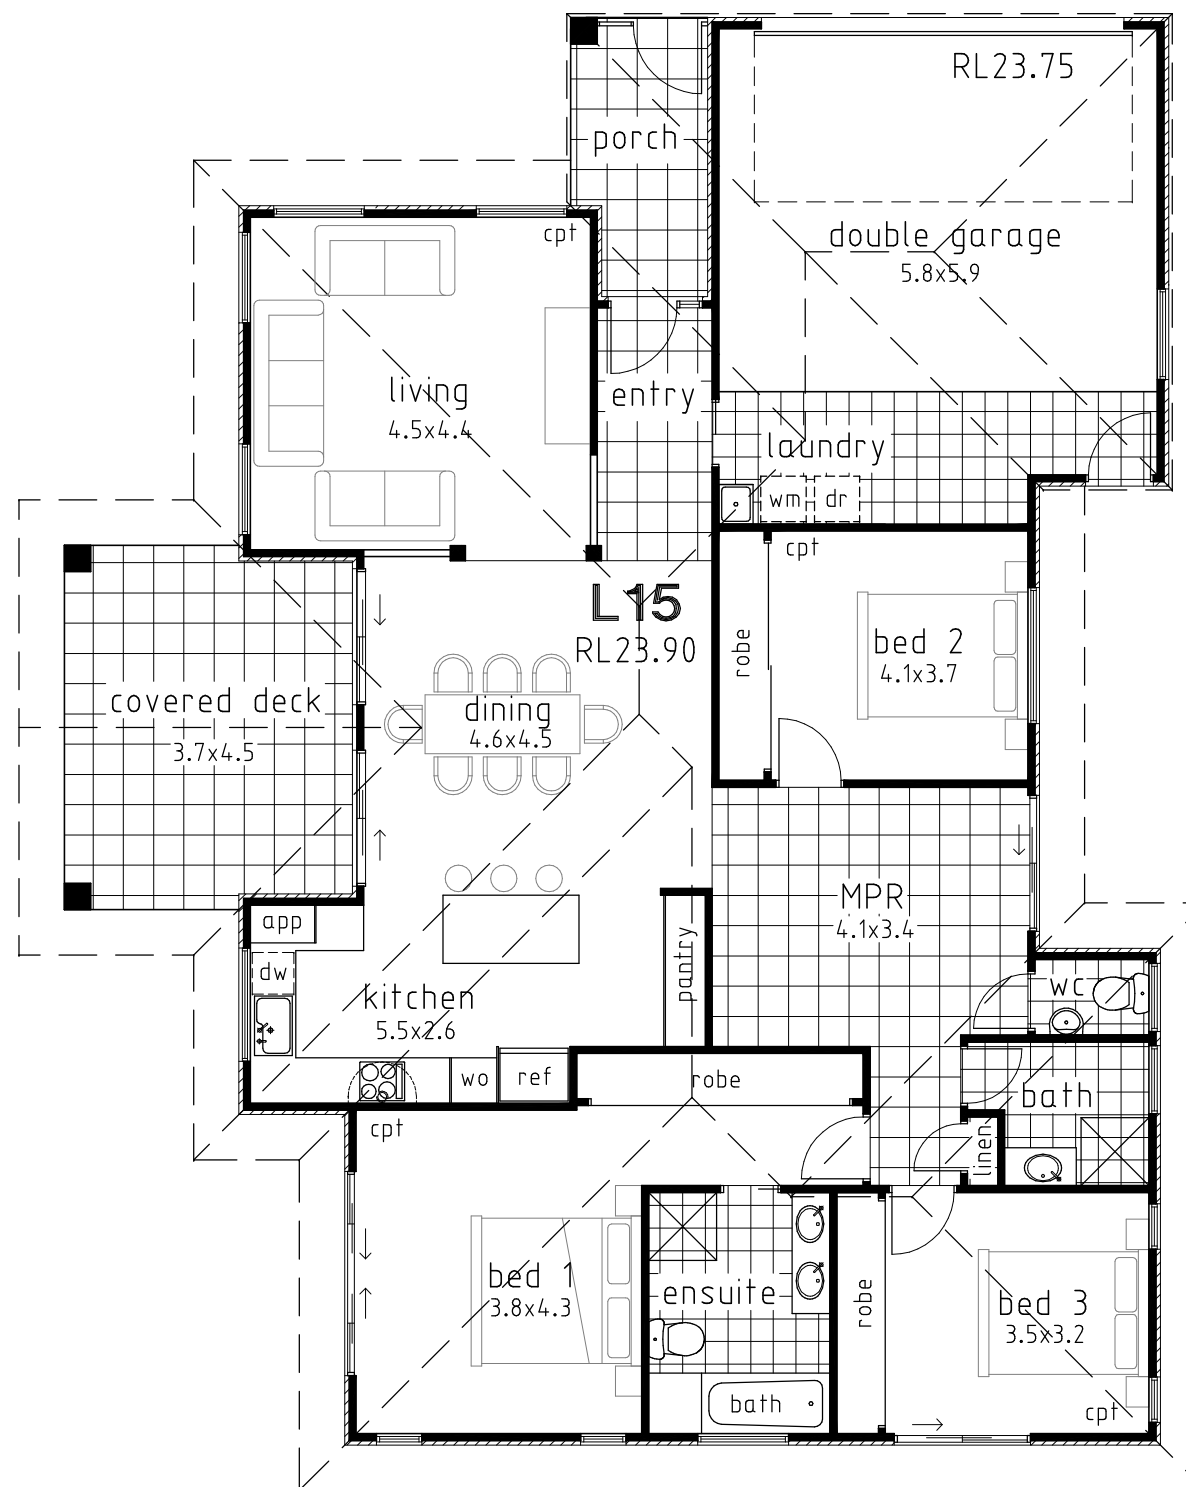 RL23.75
porch
double garage
5.8x5.9
cpt
living
4.5x4.4
entry
laundry
wm
dr
cpt
L15
RL23.90
robe
bed 2
4.1x3.7
covered deck
3.7x4.5
dining
4.6x4.5
MPR
4.1x3.4
app
dw
pantry
kitchen
5.5x2.6
wc
wo
ref
robe
bath
cpt
linen
bed 1
3.8x4.3
ensuite
robe
bed 3
3.5x3.2
bath
cpt